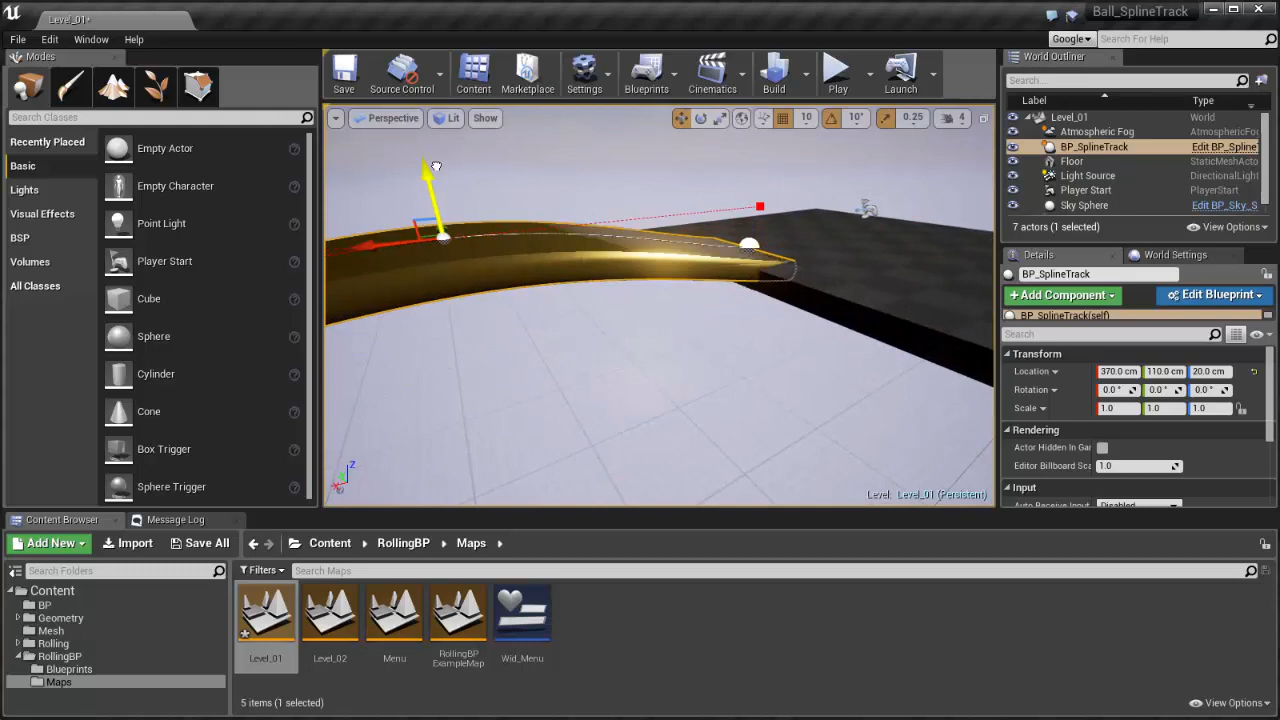 Level_01*
Ball_SplineTrack
File Edit Window Help
Google
Search For Help
Modes
Search Classes
Recently Placed
Basic
Lights
Visual Effects
BSP
Volumes
All Classes
Empty Actor
Empty Character
Point Light
Player Start
Cube
Sphere
Cylinder
Cone
Box Trigger
Sphere Trigger
Save
Source Control
Content
Marketplace
Settings
Blueprints
Cinematics
Build
Play
Launch
Perspective
Lit
Show
10
10°
0.25
4
Z
Level: Level_01 (Persistent)
World Outliner
Search...
Label Type
Level_01 World
Atmospheric Fog AtmosphericFo
BP_SplineTrack Edit BP_Spline
Floor StaticMeshActo
Light Source DirectionalLight
Player Start PlayerStart
Sky Sphere Edit BP_Sky_S
7 actors (1 selected)
View Options
Details
World Settings
BP_SplineTrack
+Add Component
Edit Blueprint
BP_SplineTrack(self)
Search
Transform
Location 370.0 cm 110.0 cm 20.0 cm
Rotation 0.0 ° 0.0 ° 0.0 °
Scale 1.0 1.0 1.0
Rendering
Actor Hidden In Gar
Editor Billboard Sca 1.0
Input
Auto Receive Input Disabled
Content Browser
Message Log
Add New
Import
Save All
Content
RollingBP
Maps
Search Folders
Filters
Search Maps
Content
BP
Geometry
Mesh
Rolling
RollingBP
Blueprints
Maps
Level_01
Level_02
Menu
RollingBP
ExampleMap
Wid_Menu
5 items (1 selected)
View Options